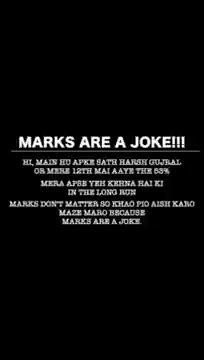 MARKS ARE A JOKE!!!
HI, MAIN HU APKE SATH HARSH GUJRAL
OR MERE 12TH MAI AAYE THE 53%
MERA APSE YEH KEHNA HAI KI
IN THE LONG RUN
MARKS DON'T MATTER SO KHAO PIO AISH KARO
MAZE MARO BECAUSE
MARKS ARE A JOKE.